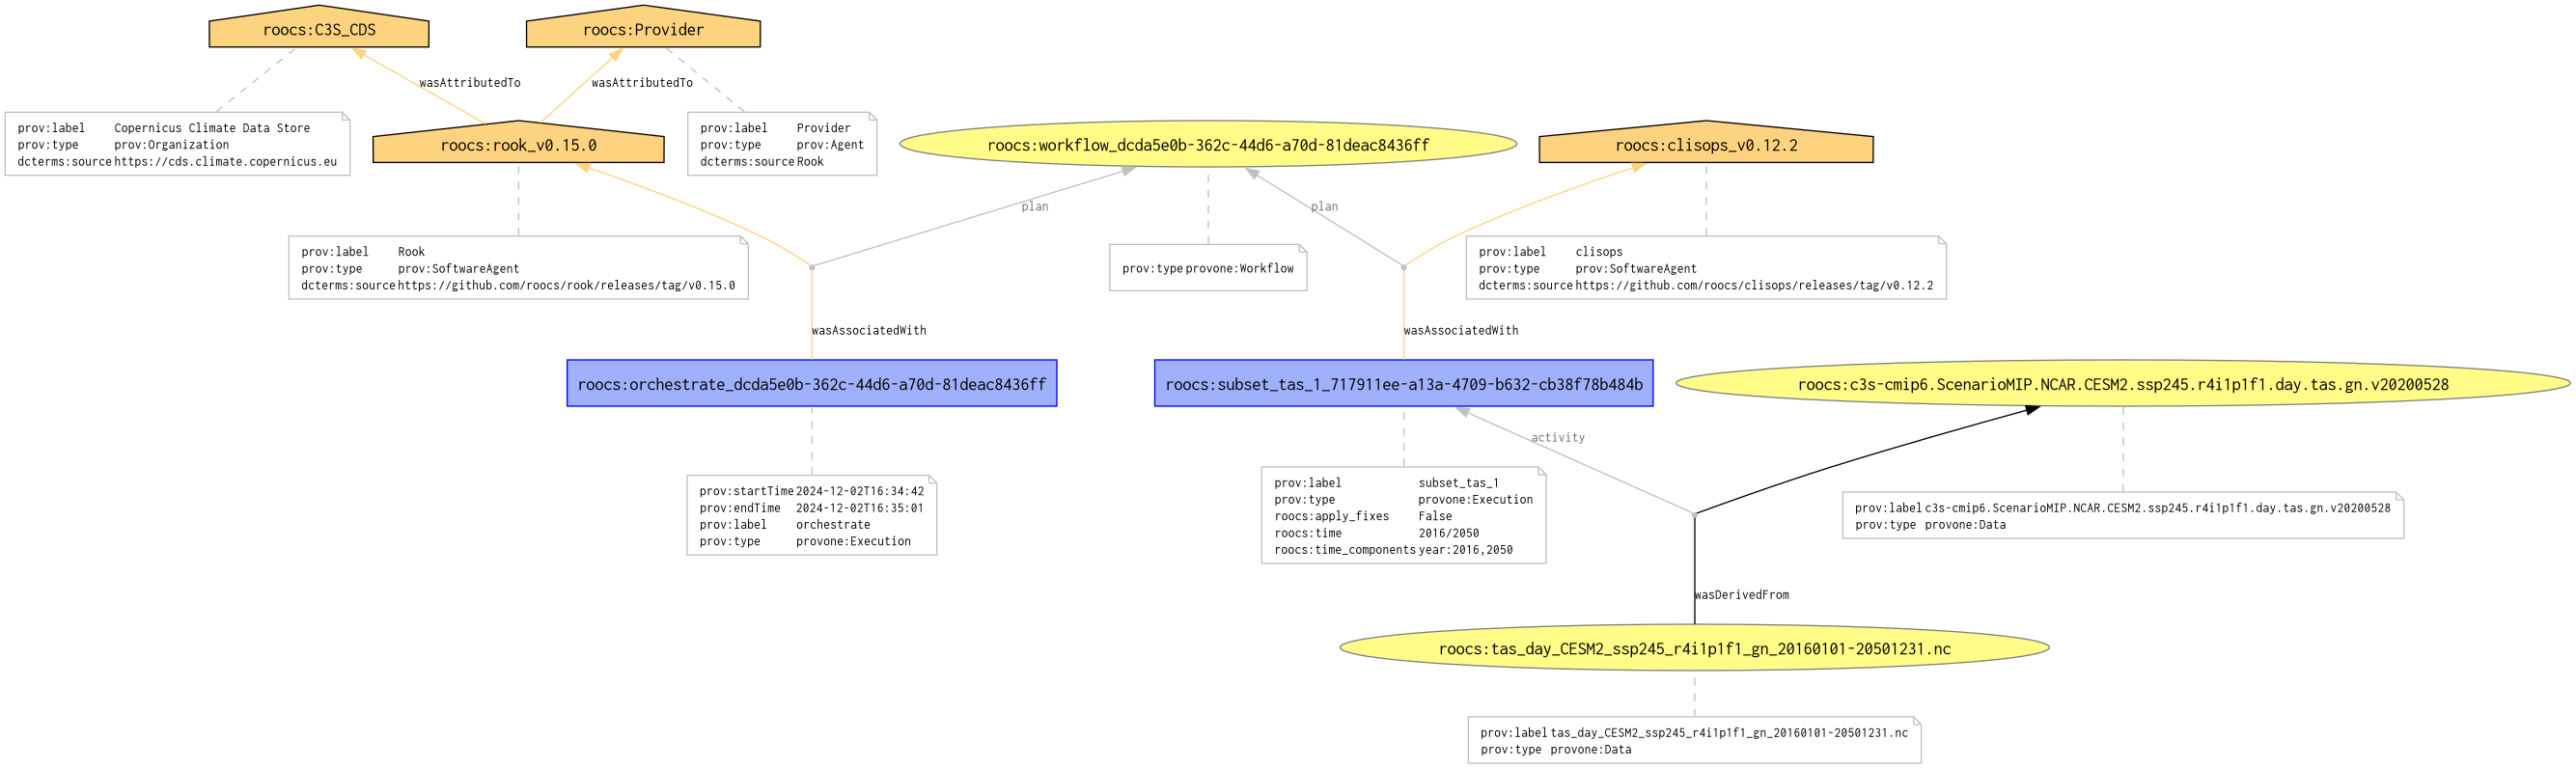 roocs:C3S_CDS
roocs:Provider
wasAttributedTo
wasAttributedTo
prov:label Copernicus Climate Data Store
prov:type prov:Organization
dcterms:source https://cds.climate.copernicus.eu
roocs:rook_v0.15.0
prov:label Provider
prov:type prov:Agent
dcterms:source Rook
roocs:workflow_dcda5e0b-362c-44d6-a70d-81deac8436ff
roocs:clisops_v0.12.2
plan
plan
prov:label Rook
prov:type prov:SoftwareAgent
dcterms:source https://github.com/roocs/rook/releases/tag/v0.15.0
prov:type provone:Workflow
prov:label clisops
prov:type prov:SoftwareAgent
dcterms:source https://github.com/roocs/clisops/releases/tag/v0.12.2
wasAssociatedWith
wasAssociatedWith
roocs:orchestrate_dcda5e0b-362c-44d6-a70d-81deac8436ff
roocs:subset_tas_1_717911ee-a13a-4709-b632-cb38f78b484b
roocs:c3s-cmip6.ScenarioMIP.NCAR.CESM2.ssp245.r4i1p1f1.day.tas.gn.v20200528
activity
prov:startTime 2024-12-02T16:34:42
prov:endTime 2024-12-02T16:35:01
prov:label orchestrate
prov:type provone:Execution
prov:label subset_tas_1
prov:type provone:Execution
roocs:apply_fixes False
roocs:time 2016/2050
roocs:time_components year:2016,2050
prov:label c3s-cmip6.ScenarioMIP.NCAR.CESM2.ssp245.r4i1p1f1.day.tas.gn.v20200528
prov:type provone:Data
wasDerivedFrom
roocs:tas_day_CESM2_ssp245_r4i1p1f1_gn_20160101-20501231.nc
prov:label tas_day_CESM2_ssp245_r4i1p1f1_gn_20160101-20501231.nc
prov:type provone:Data